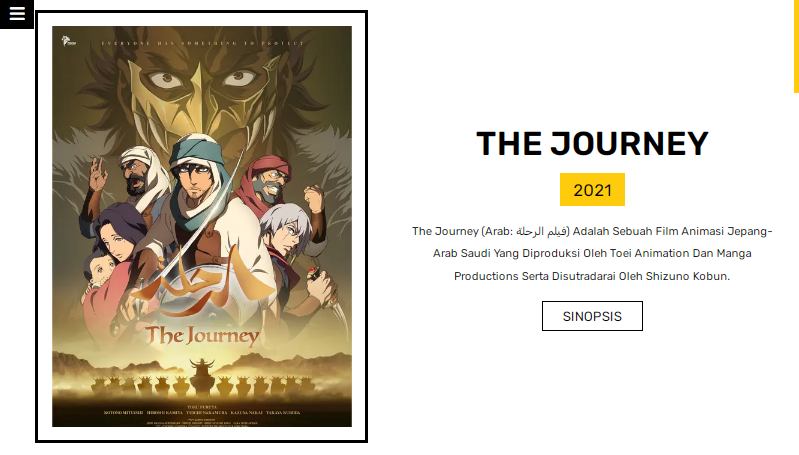 EVERYONE HAS SOMETHING TO PROTECT
الرحلة
The Journey
THE JOURNEY
2021
The Journey (Arab: فيلم الرحلة) Adalah Sebuah Film Animasi Jepang-
Arab Saudi Yang Diproduksi Oleh Toei Animation Dan Manga
Productions Serta Disutradarai Oleh Shizuno Kobun.
SINOPSIS